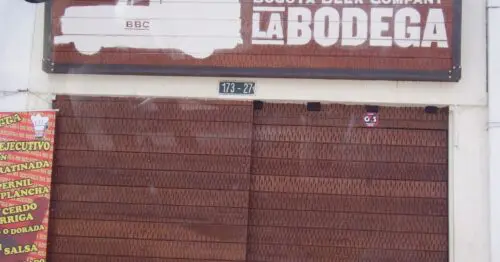 BOGOTA BEER COMPANY
BBC
LA BODEGA
173-27
EJECUTIVO
PERNIL
PLANCHA
CERDO
O DORADA
SALSA